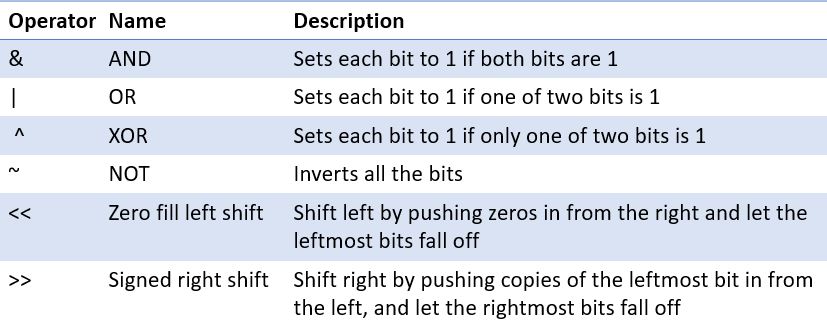 Operator Name Description
& AND Sets each bit to 1 if both bits are 1
| OR Sets each bit to 1 if one of two bits is 1
^ XOR Sets each bit to 1 if only one of two bits is 1
~ NOT Inverts all the bits
<< Zero fill left shift Shift left by pushing zeros in from the right and let the
leftmost bits fall off
>> Signed right shift Shift right by pushing copies of the leftmost bit in from
the left, and let the rightmost bits fall off